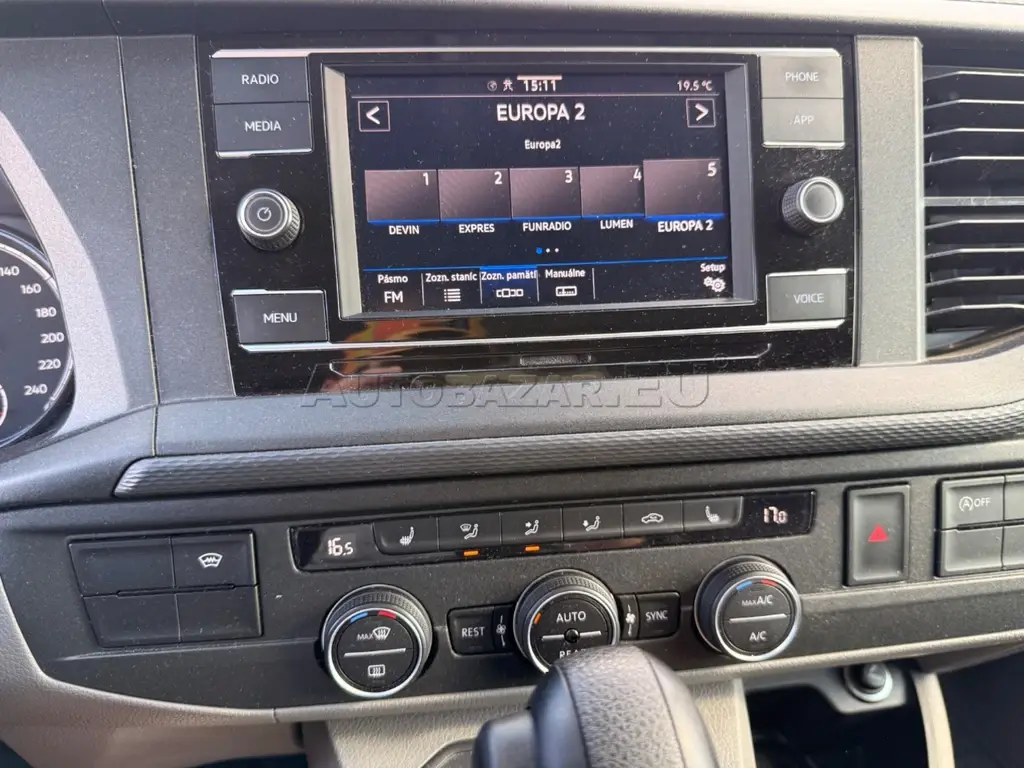 RADIO
MEDIA
MENU
PHONE
APP
VOICE
15:11
19.5 °C
<
EUROPA 2
>
Europa2
1
2
3
4
5
DEVIN
EXPRES
FUNRADIO
LUMEN
EUROPA 2
Pásmo
FM
Zozn. staníc
Zozn. pamätí
Manuálne
Setup
140
160
180
200
220
240
AUTOBAZAR.EU
16.5
17.0
A OFF
MAX
REST
AUTO
REAR
SYNC
MAX A/C
A/C